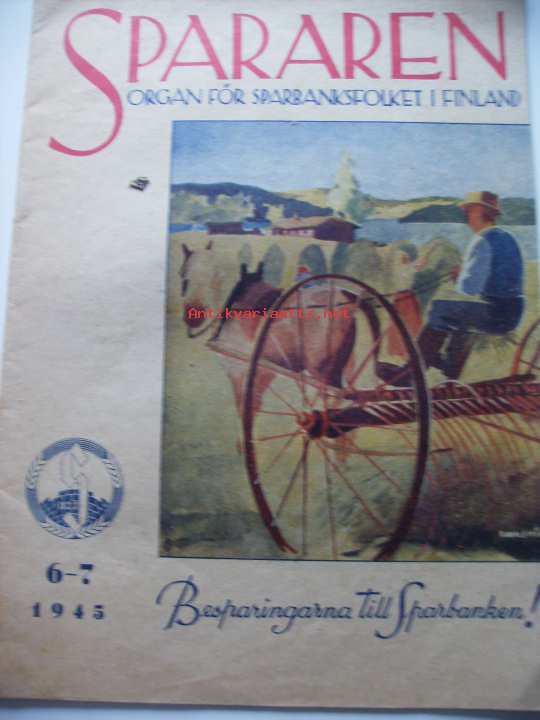 SPARAREN
ORGAN FÖR SPARBANKSFOLKET I FINLAND
Antikvariaatti.net
6-7
1945
Besparingarna till Sparbanken!